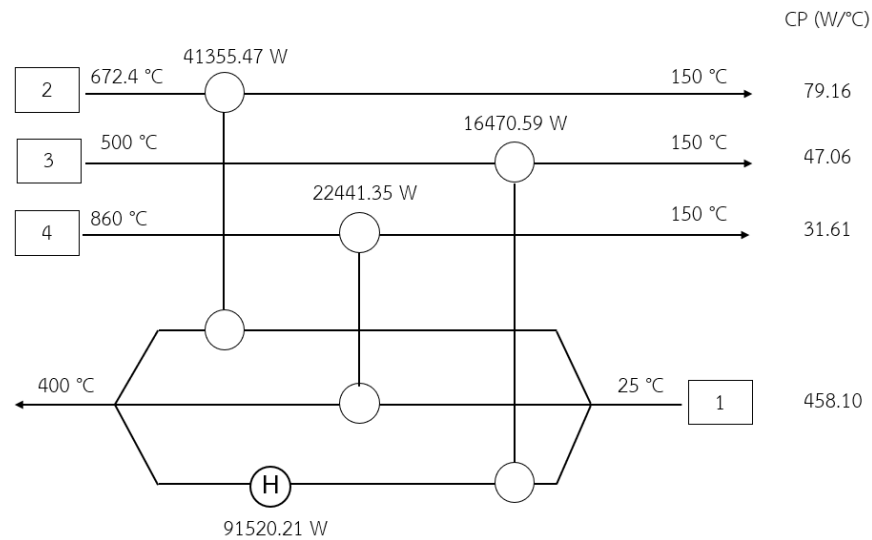 CP (W/°C)
41355.47 W
2 672.4 °C 150 °C 79.16
16470.59 W
3 500 °C 150 °C 47.06
22441.35 W
4 860 °C 150 °C 31.61
400 °C 25 °C 1 458.10
H
91520.21 W